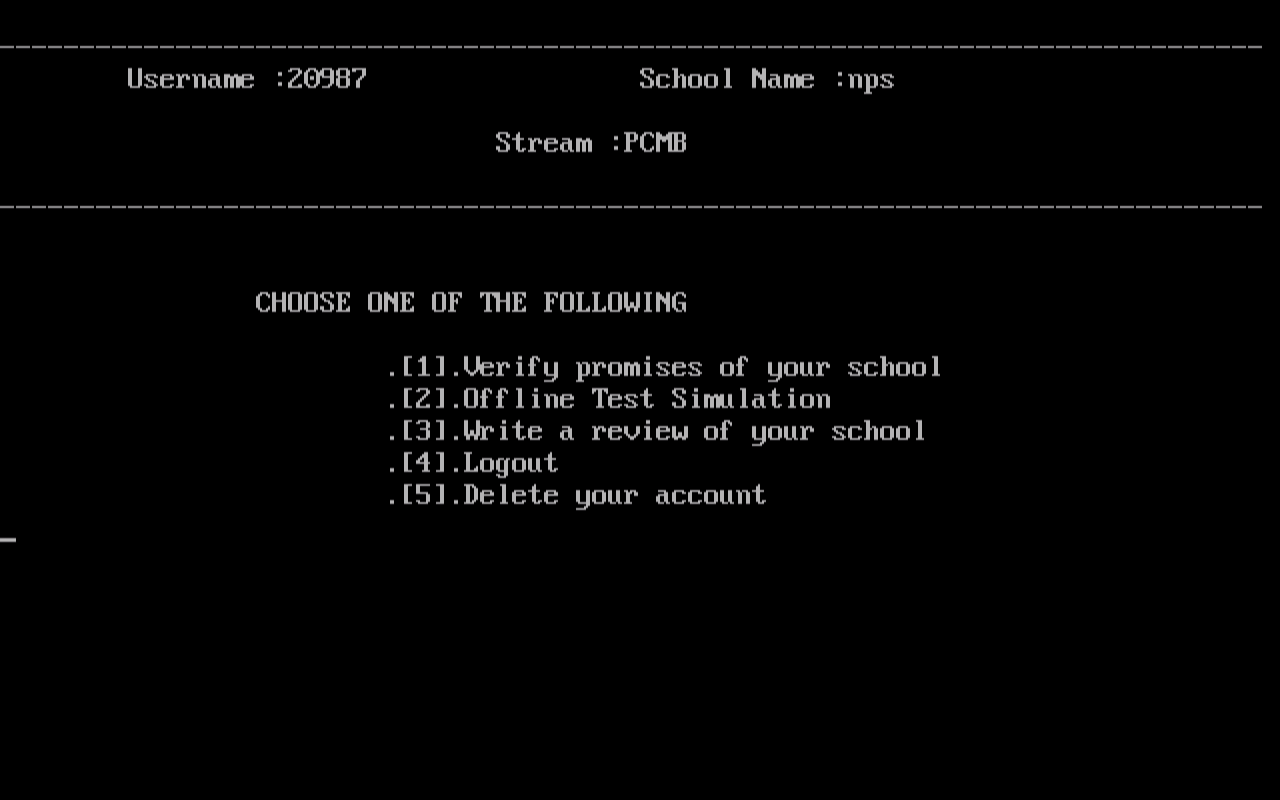 Username :20987 School Name :nps
Stream :PCMB
CHOOSE ONE OF THE FOLLOWING
.[1].Verify promises of your school
.[2].Offline Test Simulation
.[3].Write a review of your school
.[4].Logout
.[5].Delete your account